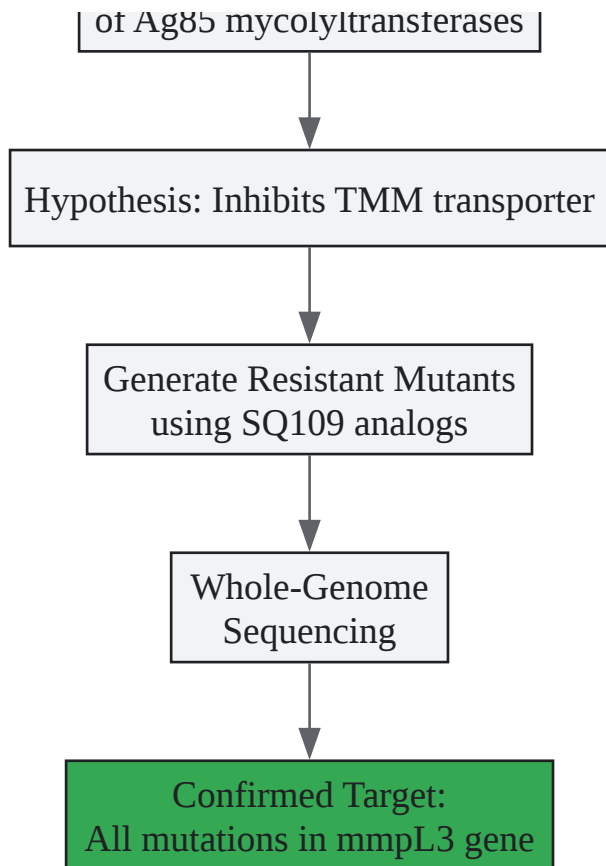 of Ag85 mycolyltransferases
Hypothesis: Inhibits TMM transporter
Generate Resistant Mutants
using SQ109 analogs
Whole-Genome
Sequencing
Confirmed Target:
All mutations in mmpL3 gene